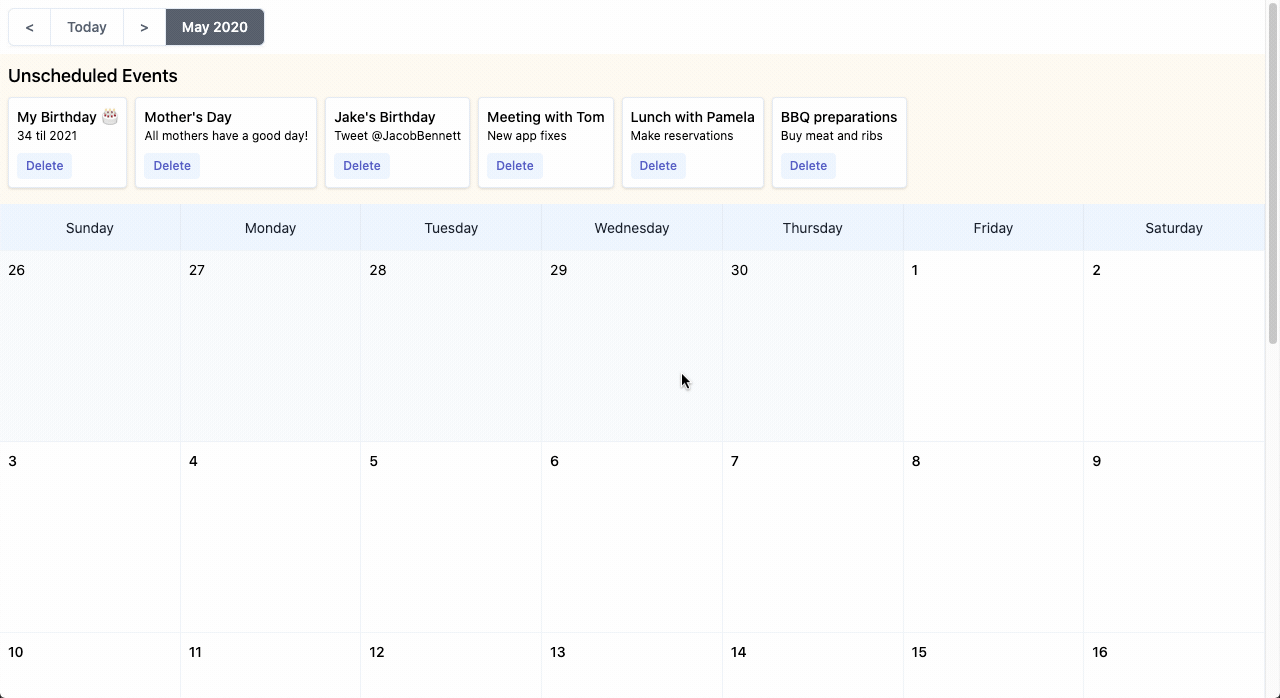 < Today > May 2020
Unscheduled Events
My Birthday 🎂 Mother's Day Jake's Birthday Meeting with Tom Lunch with Pamela BBQ preparations
34 til 2021 All mothers have a good day! Tweet @JacobBennett New app fixes Make reservations Buy meat and ribs
Delete Delete Delete Delete Delete Delete
Sunday Monday Tuesday Wednesday Thursday Friday Saturday
26 27 28 29 30 1 2
3 4 5 6 7 8 9
10 11 12 13 14 15 16